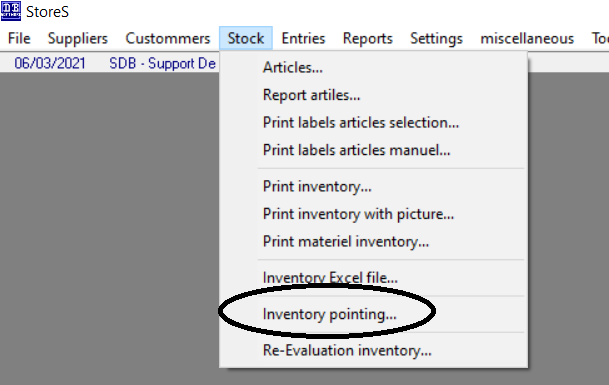 StoreS
File Suppliers Custommers Stock Entries Reports Settings miscellaneous Too
06/03/2021 SDB - Support De
Articles...
Report artiles...
Print labels articles selection...
Print labels articles manuel...
Print inventory...
Print inventory with picture...
Print materiel inventory...
Inventory Excel file...
Inventory pointing...
Re-Evaluation inventory...